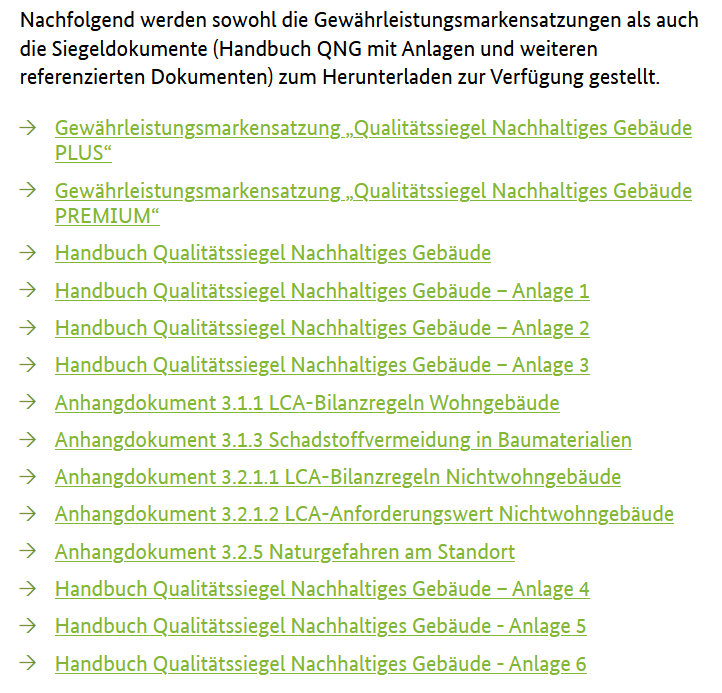 Nachfolgend werden sowohl die Gewährleistungsmarkensatzungen als auch
die Siegeldokumente (Handbuch QNG mit Anlagen und weiteren
referenzierten Dokumenten) zum Herunterladen zur Verfügung gestellt.
→ Gewährleistungsmarkensatzung „Qualitätssiegel Nachhaltiges Gebäude
PLUS“
→ Gewährleistungsmarkensatzung „Qualitätssiegel Nachhaltiges Gebäude
PREMIUM“
→ Handbuch Qualitätssiegel Nachhaltiges Gebäude
→ Handbuch Qualitätssiegel Nachhaltiges Gebäude – Anlage 1
→ Handbuch Qualitätssiegel Nachhaltiges Gebäude – Anlage 2
→ Handbuch Qualitätssiegel Nachhaltiges Gebäude – Anlage 3
→ Anhangdokument 3.1.1 LCA-Bilanzregeln Wohngebäude
→ Anhangdokument 3.1.3 Schadstoffvermeidung in Baumaterialien
→ Anhangdokument 3.2.1.1 LCA-Bilanzregeln Nichtwohngebäude
→ Anhangdokument 3.2.1.2 LCA-Anforderungswert Nichtwohngebäude
→ Anhangdokument 3.2.5 Naturgefahren am Standort
→ Handbuch Qualitätssiegel Nachhaltiges Gebäude – Anlage 4
→ Handbuch Qualitätssiegel Nachhaltiges Gebäude - Anlage 5
→ Handbuch Qualitätssiegel Nachhaltiges Gebäude - Anlage 6